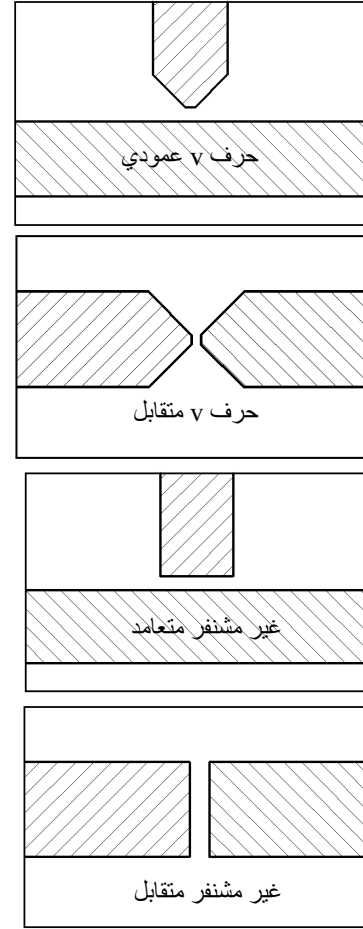 حرف v عمودي
حرف v متقابل
غير مشنفر متعامد
غير مشنفر متقابل